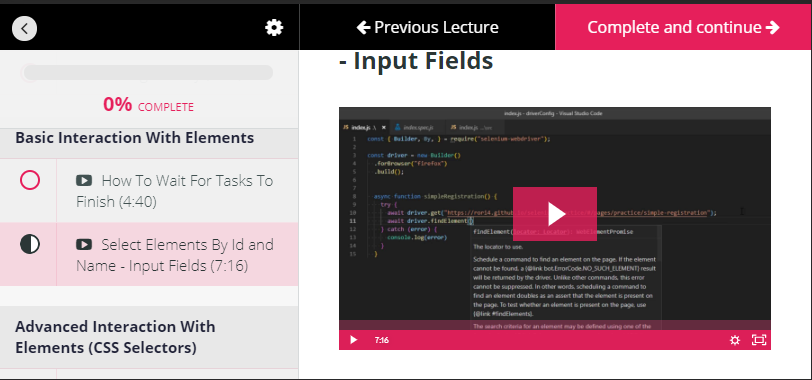 Previous Lecture
Complete and continue
0% COMPLETE
Basic Interaction With Elements
How To Wait For Tasks To
Finish (4:40)
Select Elements By Id and
Name - Input Fields (7:16)
Advanced Interaction With
Elements (CSS Selectors)
- Input Fields
index.js - driverConfig - Visual Studio Code
JS index.js
index.spec.js
JS index.js
1 const { Builder, By, } = require("selenium-webdriver");
2
3 const driver = new Builder()
4 .forBrowser("firefox")
5 .build();
6
7
8 async function simpleRegistration() {
9 try {
10 await driver.get("https://rori4.github. pages/practice/simple-registration");
11 await driver.findElement()
12 } catch (error) {
13 console.log(error)
14 }
15 }
findElement( WebElementPromise
The locator to use.
Schedule a command to find an element on the page. If the element
cannot be found, a {@link bot.ErrorCode.NO_SUCH_ELEMENT} result
will be returned by the driver. Unlike other commands, this error
cannot be suppressed. In other words, scheduling a command to
find an element doubles as an assert that the element is present on
the page. To test whether an element is present on the page, use
{@link #findElements}.
The search criteria for an element may be defined using one of the
7:16